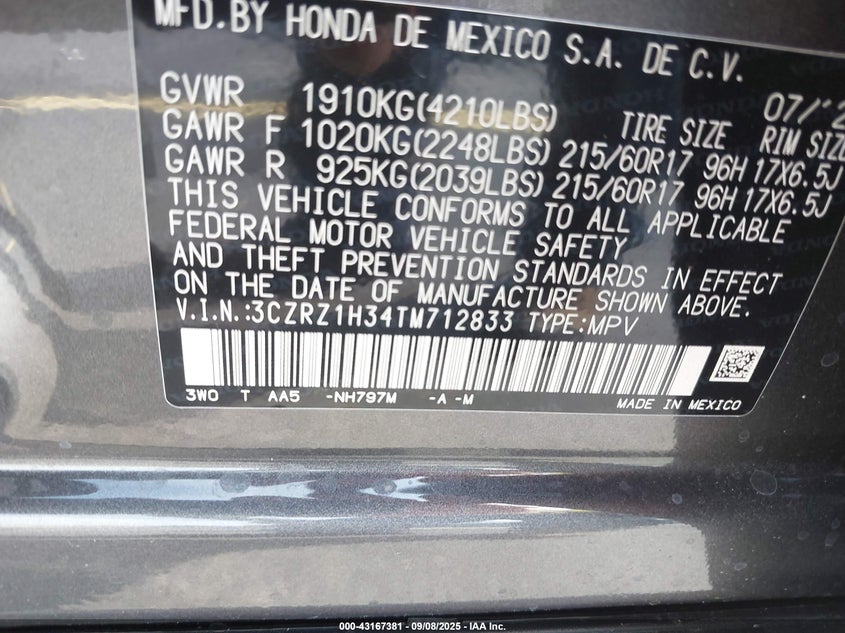 MFD.BY HONDA DE MEXICO S.A. DE C.V.
GVWR 1910KG(4210LBS)
TIRE SIZE RIM SIZE
GAWR F 1020KG(2248LBS) 215/60R17 96H 17X6.5J
GAWR R 925KG(2039LBS) 215/60R17 96H 17X6.5J
THIS VEHICLE CONFORMS TO ALL APPLICABLE
FEDERAL MOTOR VEHICLE SAFETY
AND THEFT PREVENTION STANDARDS IN EFFECT
ON THE DATE OF MANUFACTURE SHOWN ABOVE.
V.I.N.:3CZRZ1H34TM712833 TYPE:MPV
3W0 T AA5 -NH797M -A -M
MADE IN MEXICO
000-43167381 - 09/08/2025 - IAA Inc.